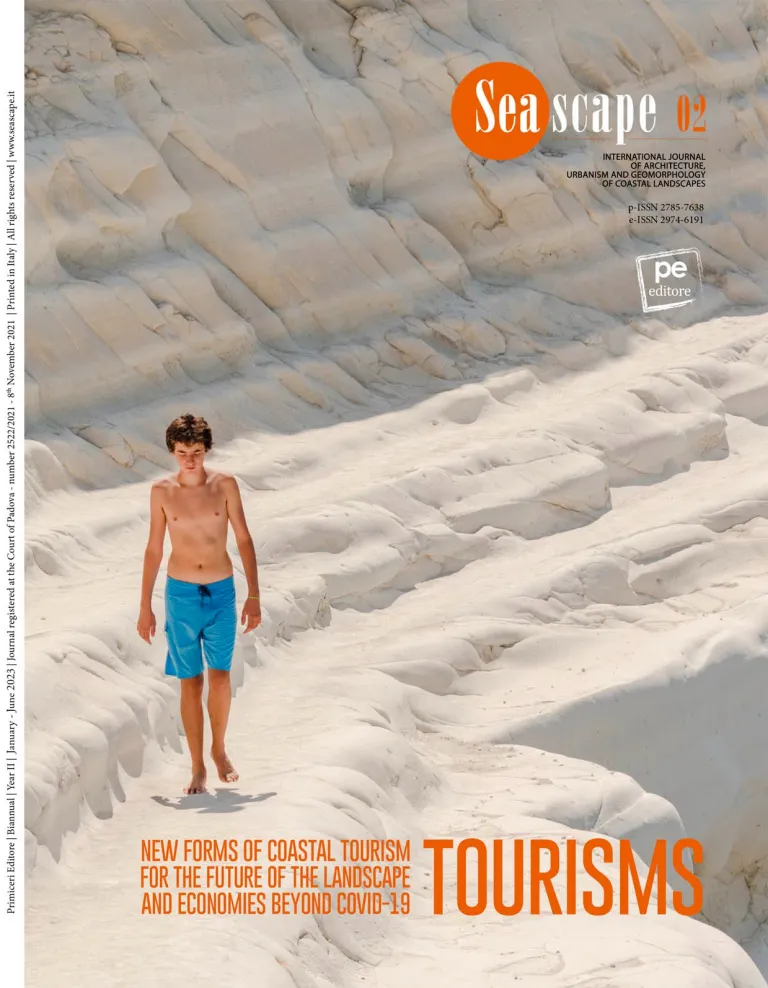 Primiceri Editore | Biannual | Year II | January - June 2023 | Journal registered at the Court of Padova - number 2522/2021 - 8th November 2021 | Printed in Italy | All rights reserved | www.seascape.it
Seascape 02
INTERNATIONAL JOURNAL
OF ARCHITECTURE,
URBANISM AND GEOMORPHOLOGY
OF COASTAL LANDSCAPES
p-ISSN 2785-7638
e-ISSN 2974-6191
pe
editore
NEW FORMS OF COASTAL TOURISM
FOR THE FUTURE OF THE LANDSCAPE
AND ECONOMIES BEYOND COVID-19
TOURISMS